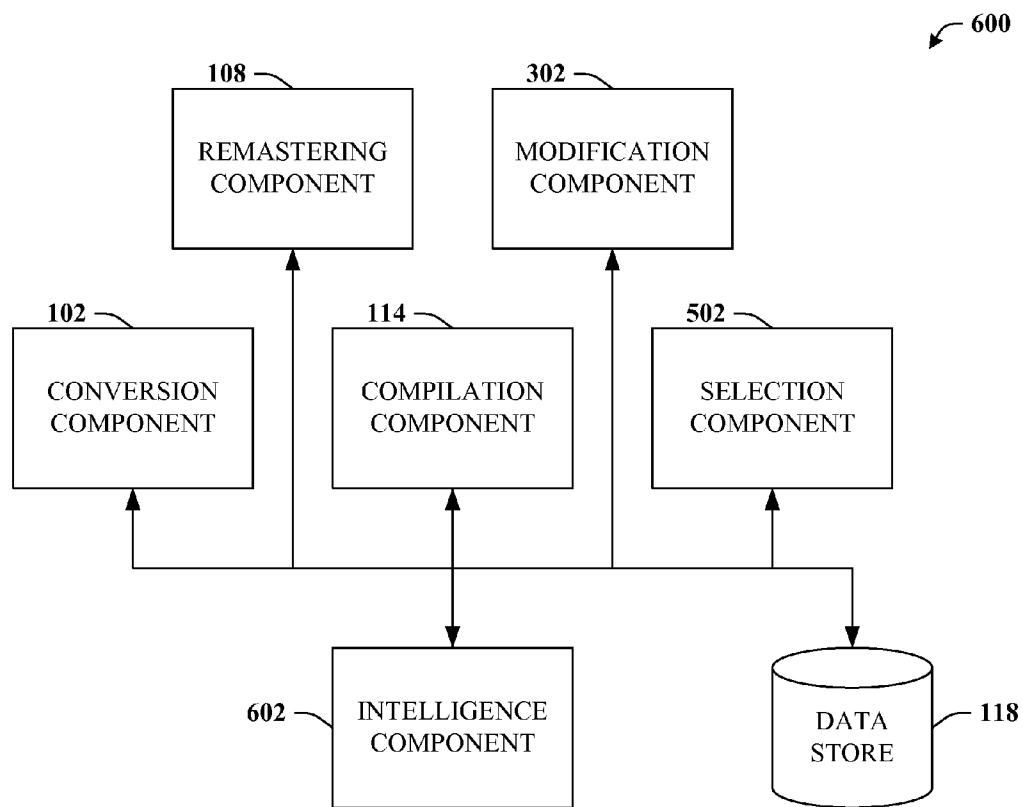 600
108
REMASTERING
COMPONENT
302
MODIFICATION
COMPONENT
102
CONVERSION
COMPONENT
114
COMPILATION
COMPONENT
502
SELECTION
COMPONENT
602
INTELLIGENCE
COMPONENT
DATA
STORE
118